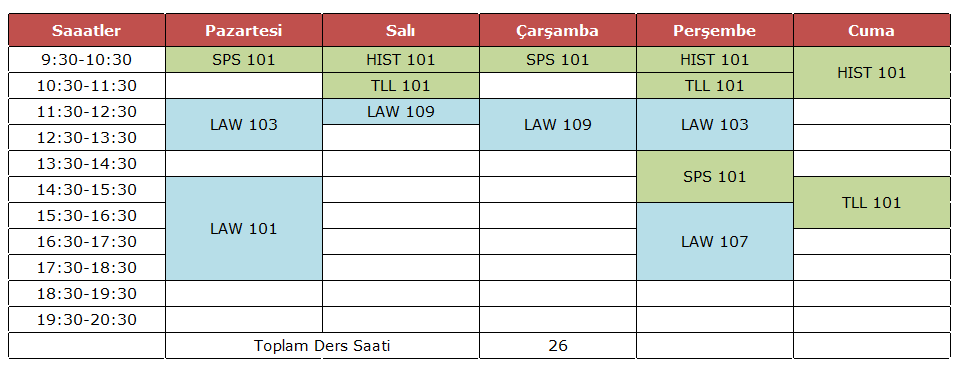 Saaatler Pazartesi Salı Çarşamba Perşembe Cuma
9:30-10:30 SPS 101 HIST 101 SPS 101 HIST 101 HIST 101
10:30-11:30 TLL 101 TLL 101
11:30-12:30 LAW 103 LAW 109 LAW 109 LAW 103
12:30-13:30
13:30-14:30 SPS 101
14:30-15:30 LAW 101 TLL 101
15:30-16:30 LAW 107
16:30-17:30
17:30-18:30
18:30-19:30
19:30-20:30
Toplam Ders Saati 26